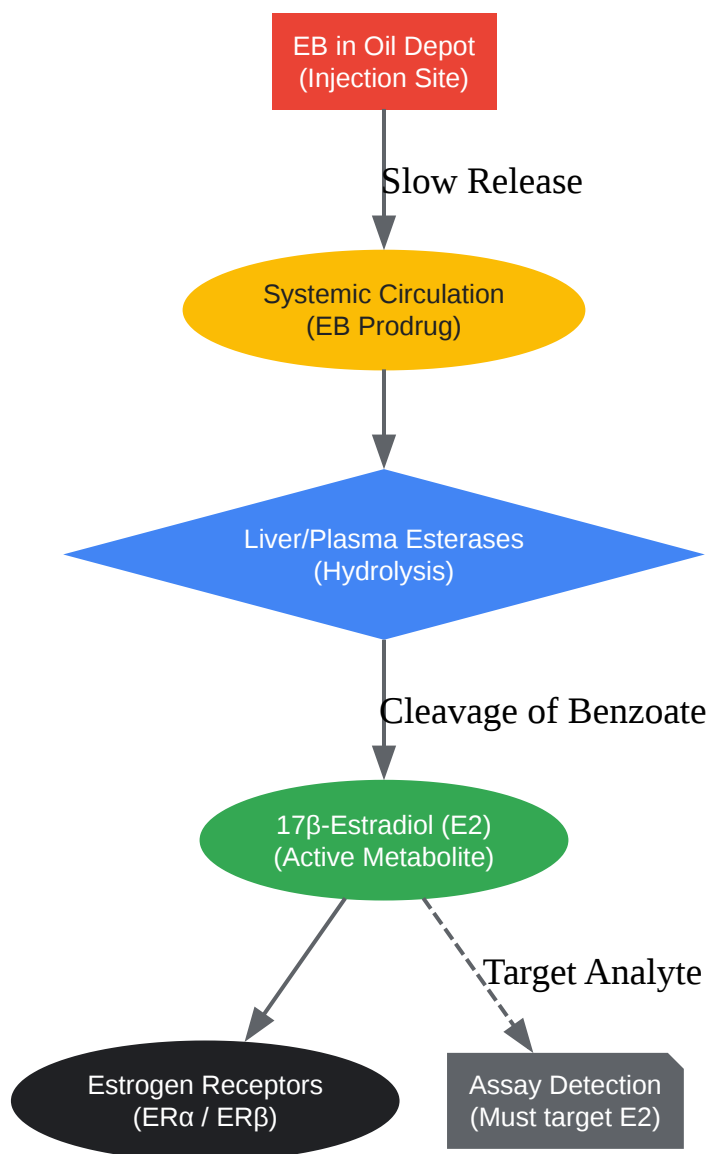 EB in Oil Depot
(Injection Site)
Slow Release
Systemic Circulation
(EB Prodrug)
Liver/Plasma Esterases
(Hydrolysis)
Cleavage of Benzoate
17β-Estradiol (E2)
(Active Metabolite)
Target Analyte
Estrogen Receptors
(ERα / ERβ)
Assay Detection
(Must target E2)